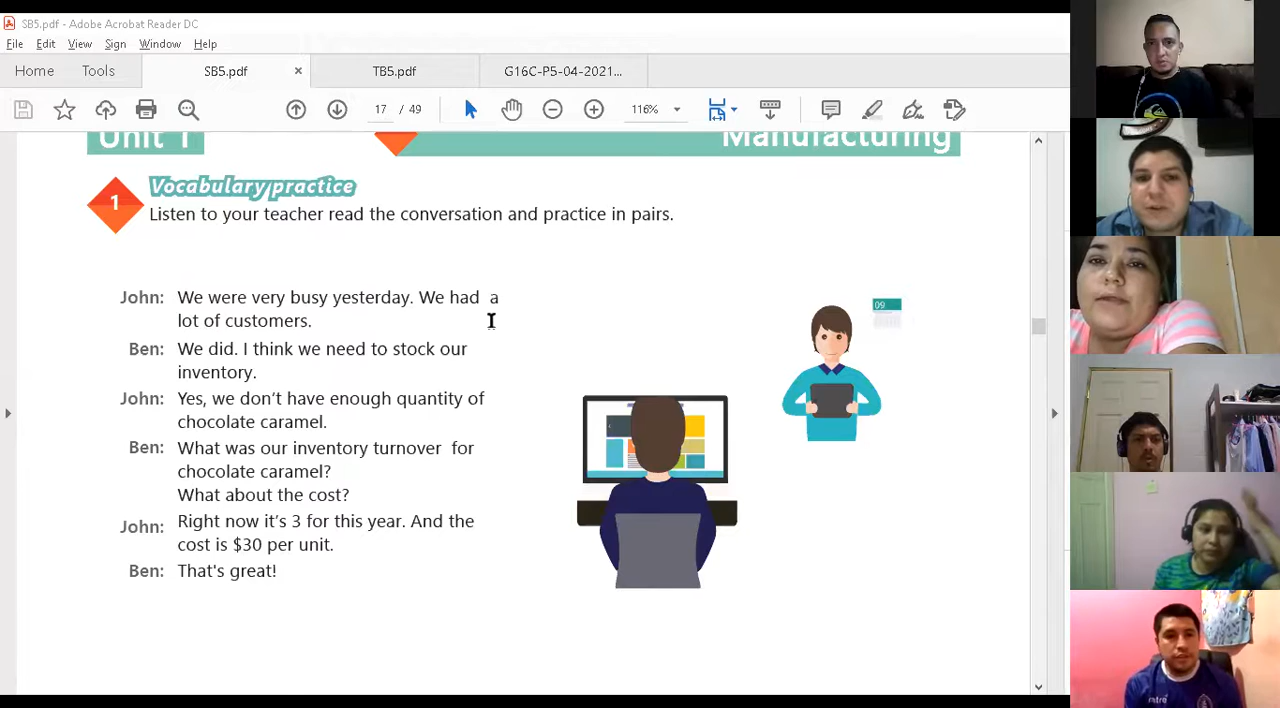 SB5.pdf - Adobe Acrobat Reader DC
File Edit View Sign Window Help
Home Tools SB5.pdf × TB5.pdf G16C-P5-04-2021...
17 / 49 116%
Unit 1 Manufacturing
1 Vocabulary practice
Listen to your teacher read the conversation and practice in pairs.
John: We were very busy yesterday. We had a
lot of customers.
09
Ben: We did. I think we need to stock our
inventory.
John: Yes, we don't have enough quantity of
chocolate caramel.
Ben: What was our inventory turnover for
chocolate caramel?
What about the cost?
John: Right now it's 3 for this year. And the
cost is $30 per unit.
Ben: That's great!